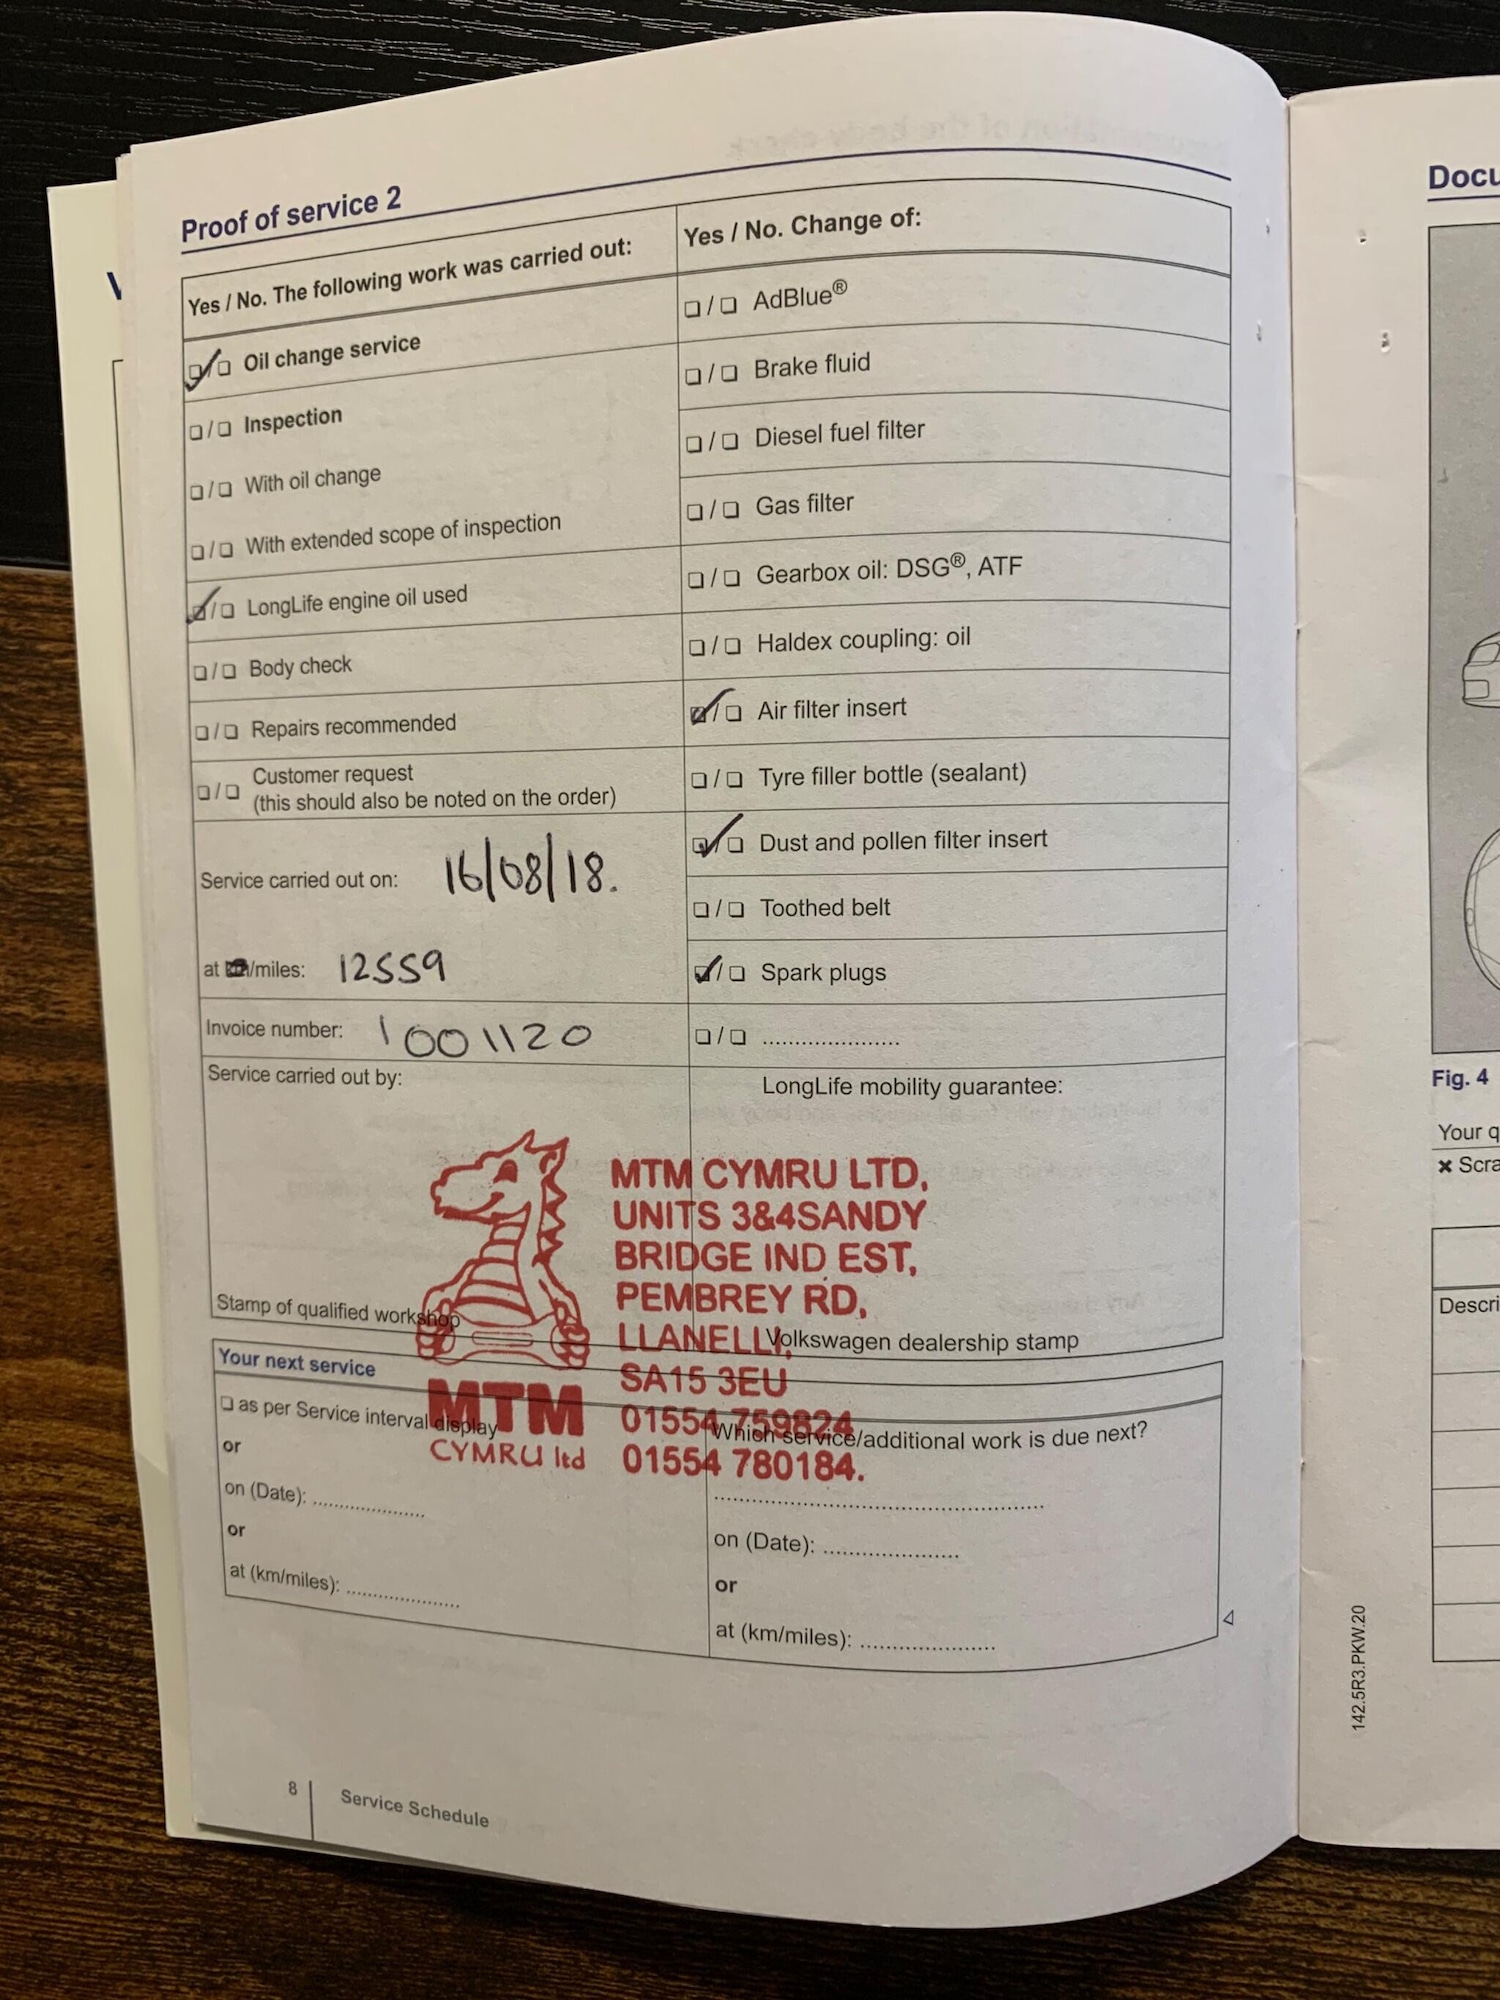 Proof of service 2
Yes / No. The following work was carried out:
❏ / ❏ Oil change service
❏ / ❏ Inspection
❏ / ❏ With oil change
❏ / ❏ With extended scope of inspection
❏ / ❏ LongLife engine oil used
❏ / ❏ Body check
❏ / ❏ Repairs recommended
❏ / ❏ Customer request
(this should also be noted on the order)
Service carried out on: 16/08/18.
at /miles: 12559
Invoice number: 1001120
Service carried out by:
Stamp of qualified workshop
Yes / No. Change of:
❏ / ❏ AdBlue®
❏ / ❏ Brake fluid
❏ / ❏ Diesel fuel filter
❏ / ❏ Gas filter
❏ / ❏ Gearbox oil: DSG®, ATF
❏ / ❏ Haldex coupling: oil
❏ / ❏ Air filter insert
❏ / ❏ Tyre filler bottle (sealant)
❏ / ❏ Dust and pollen filter insert
❏ / ❏ Toothed belt
❏ / ❏ Spark plugs
❏ / ❏ .....................
LongLife mobility guarantee:
Volkswagen dealership stamp
MTM
CYMRU ltd
MTM CYMRU LTD,
UNITS 3&4SANDY
BRIDGE IND EST,
PEMBREY RD,
LLANELLI,
SA15 3EU
01554 759824
01554 780184.
Your next service
❏ as per Service interval display
or
on (Date): .....................
or
at (km/miles): .....................
Which service/additional work is due next?
............................................................
on (Date): .........................
or
at (km/miles): .........................
8
Service Schedule
Docu
Fig. 4
Your q
✖ Scra
Descri
142.5R3.PKW.20